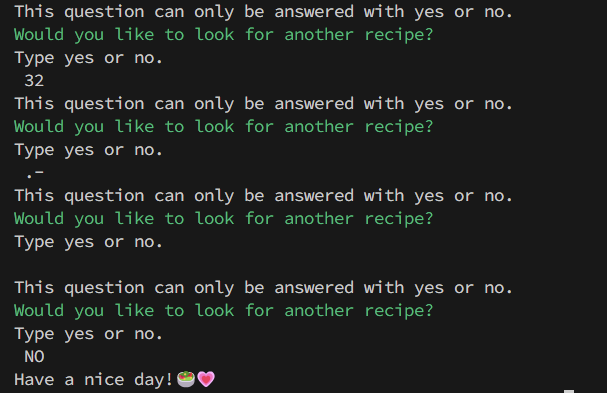 This question can only be answered with yes or no.
Would you like to look for another recipe?
Type yes or no.
32
This question can only be answered with yes or no.
Would you like to look for another recipe?
Type yes or no.
.-
This question can only be answered with yes or no.
Would you like to look for another recipe?
Type yes or no.
This question can only be answered with yes or no.
Would you like to look for another recipe?
Type yes or no.
NO
Have a nice day!🥗💗